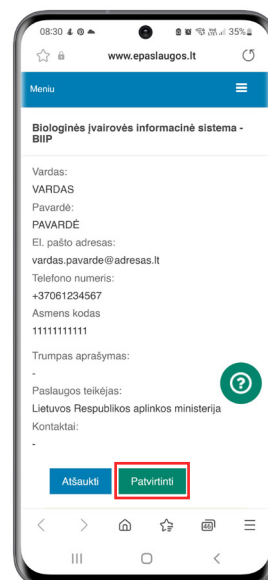 08:30
35%
www.epaslaugos.lt
Meniu
Biologinės įvairovės informacinė sistema -
BIIP
Vardas:
VARDAS
Pavardė:
PAVARDĖ
El. pašto adresas:
vardas.pavarde@adresas.lt
Telefono numeris:
+37061234567
Asmens kodas
11111111111
Trumpas aprašymas:
-
Paslaugos teikėjas:
Lietuvos Respublikos aplinkos ministerija
Kontaktai:
-
Atšaukti
Patvirtinti